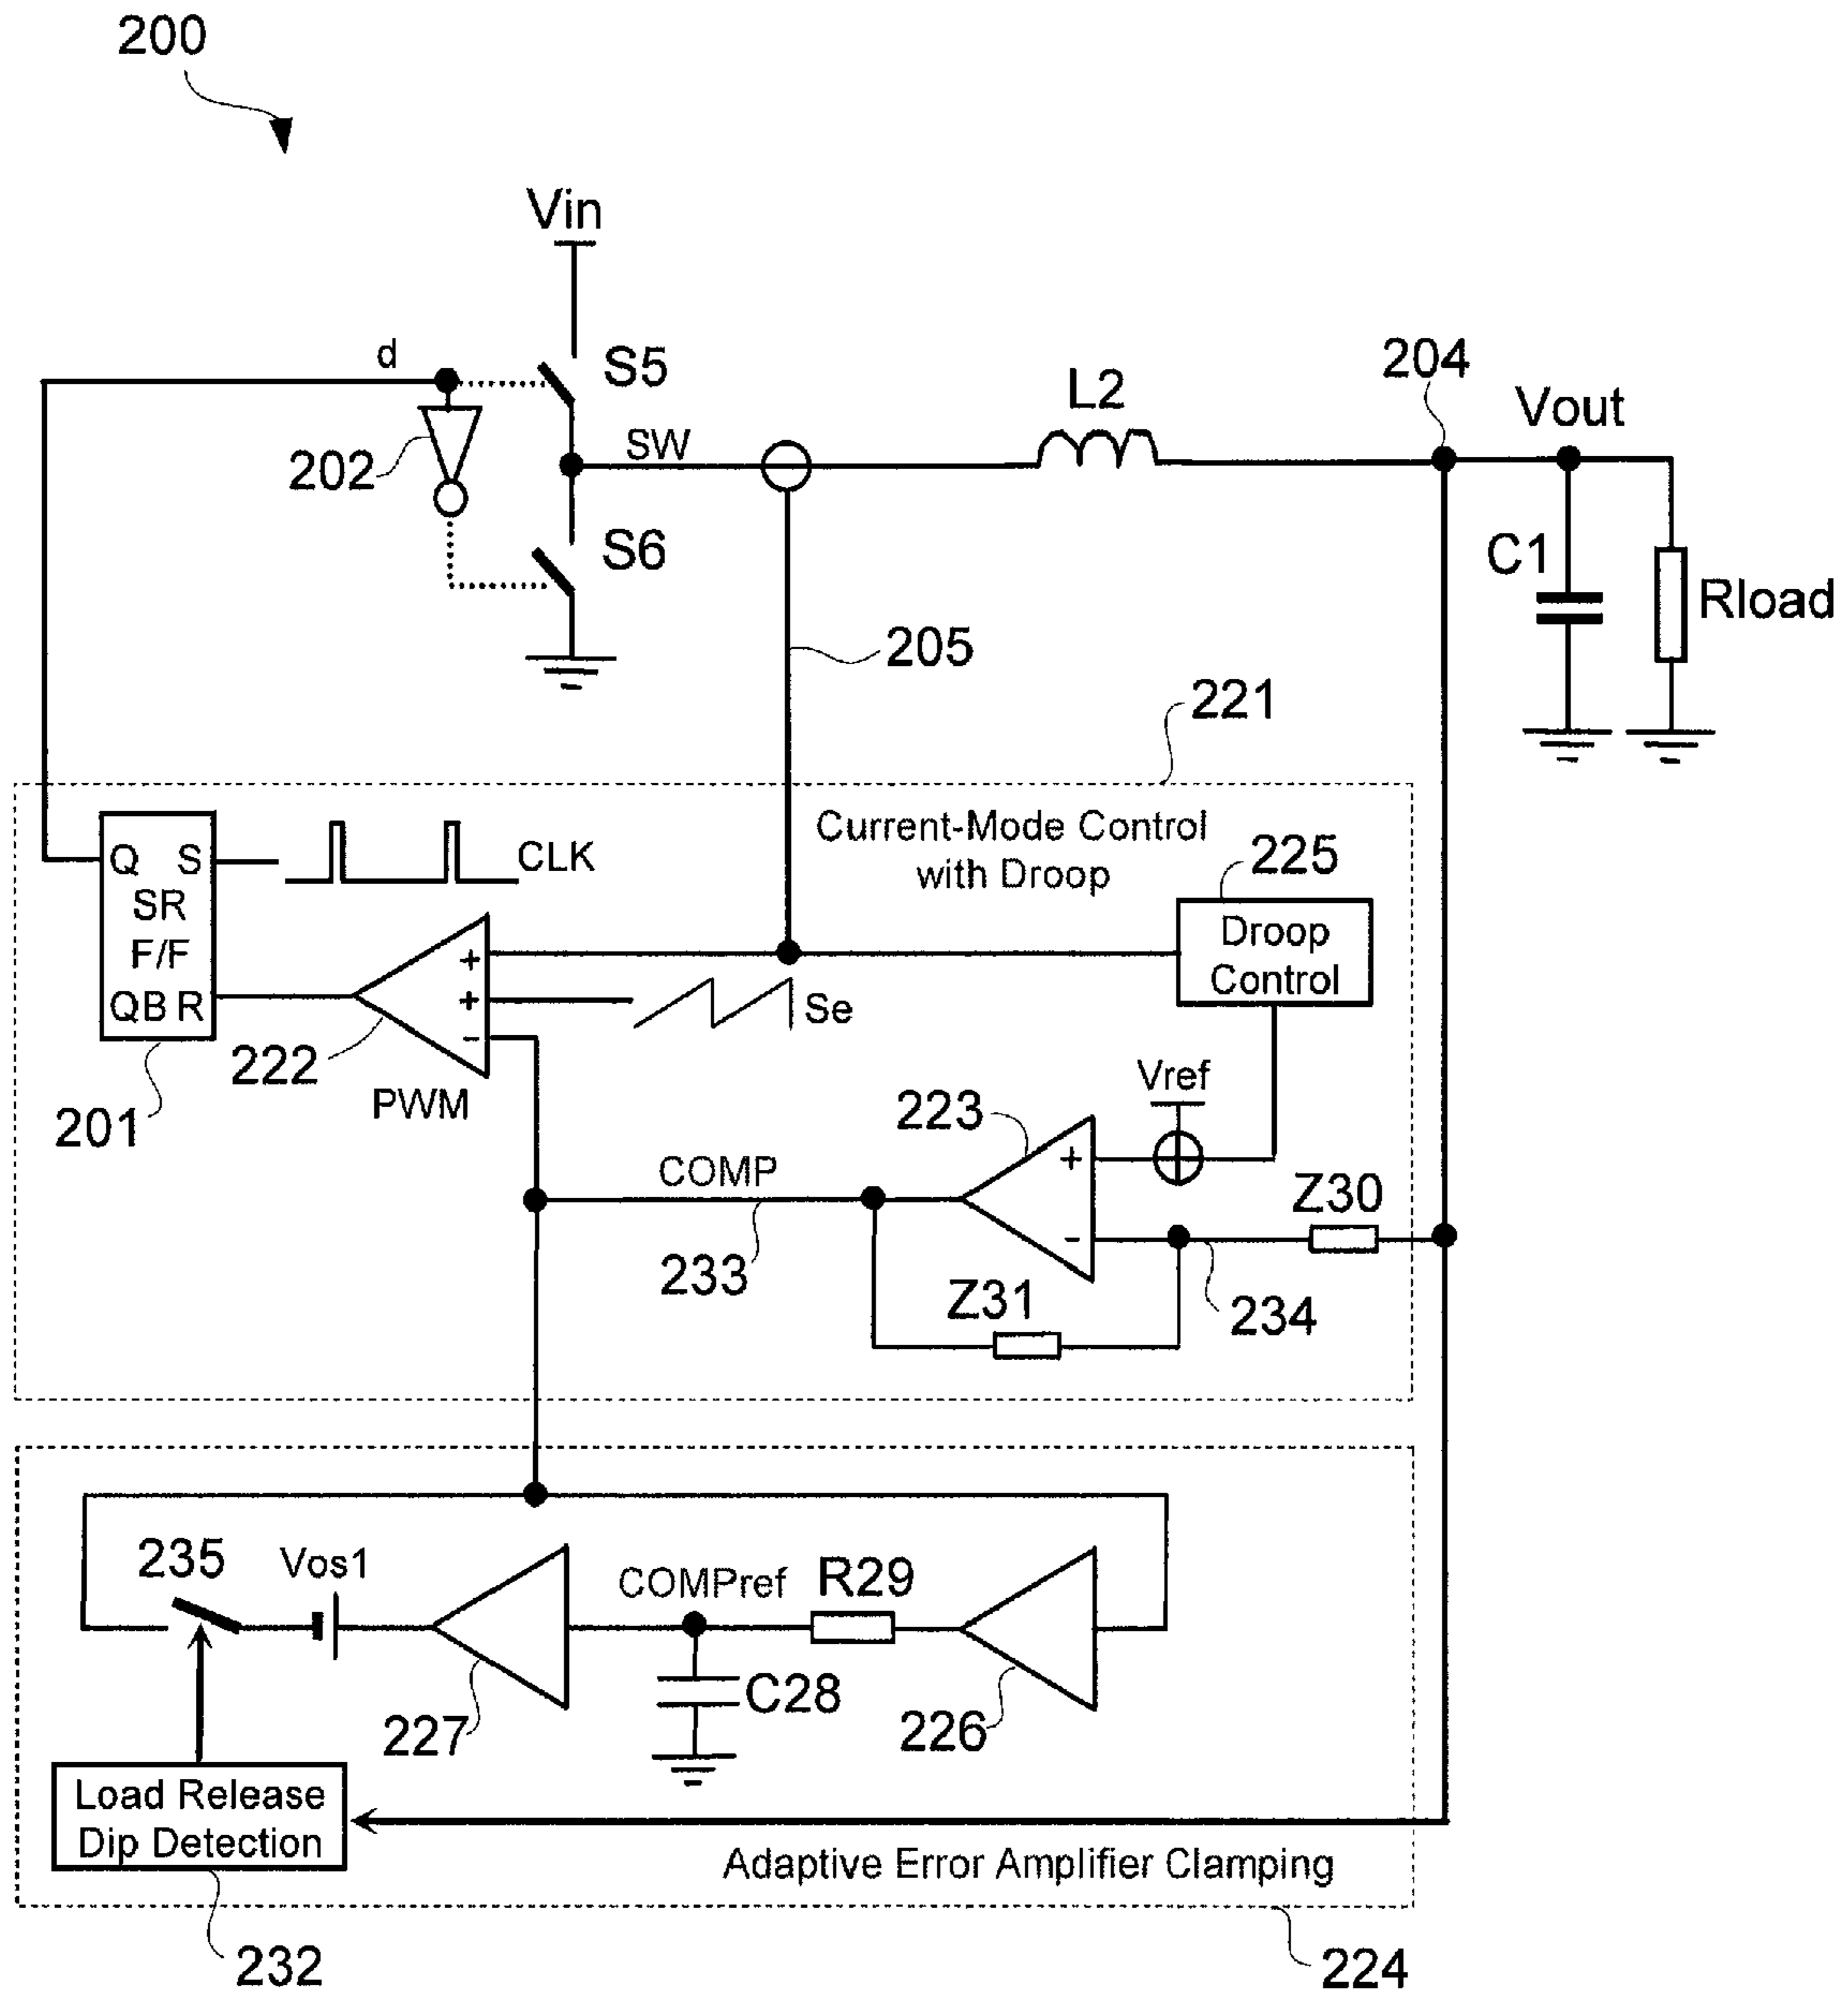 200
Vin
d
S5
204
L2
Vout
SW
202
S6
C1
Rload
205
221
Current-Mode Control
with Droop
Q S
CLK
225
SR
F/F
Droop
Control
+
QB R
+
Se
-
222
PWM
201
Vref
223
+
COMP
Z30
-
233
Z31
234
235
Vos1
COMPref
R29
C28
227
226
Load Release
Dip Detection
Adaptive Error Amplifier Clamping
232
224